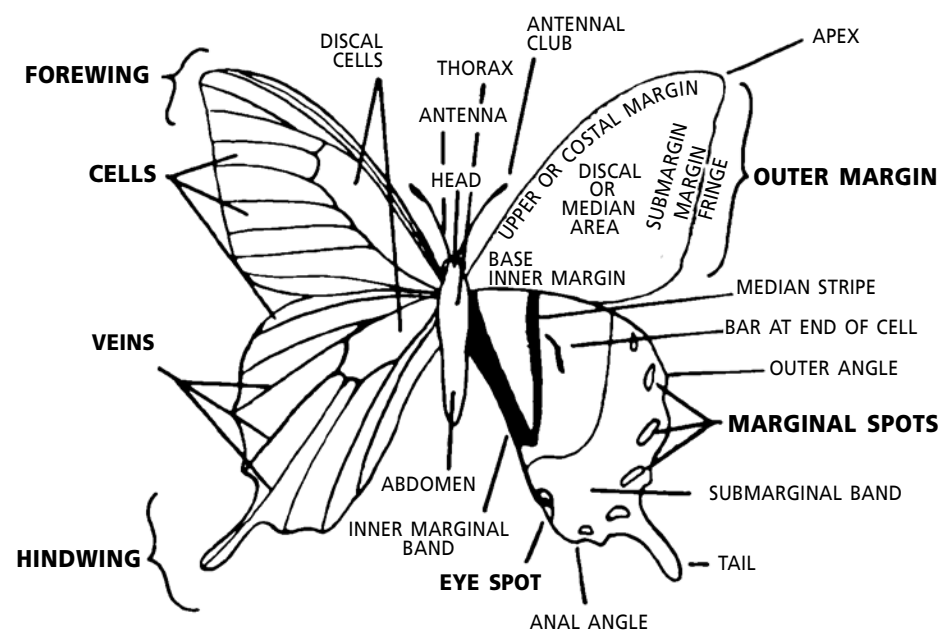 ANTENNAL
CLUB
DISCAL
CELLS
APEX
FOREWING
THORAX
ANTENNA
UPPER OR COSTAL MARGIN
SUBMARGIN
MARGIN
FRINGE
CELLS
HEAD
DISCAL
OR
MEDIAN
AREA
OUTER MARGIN
BASE
INNER MARGIN
MEDIAN STRIPE
BAR AT END OF CELL
VEINS
OUTER ANGLE
MARGINAL SPOTS
ABDOMEN
SUBMARGINAL BAND
INNER MARGINAL
BAND
HINDWING
EYE SPOT
TAIL
ANAL ANGLE